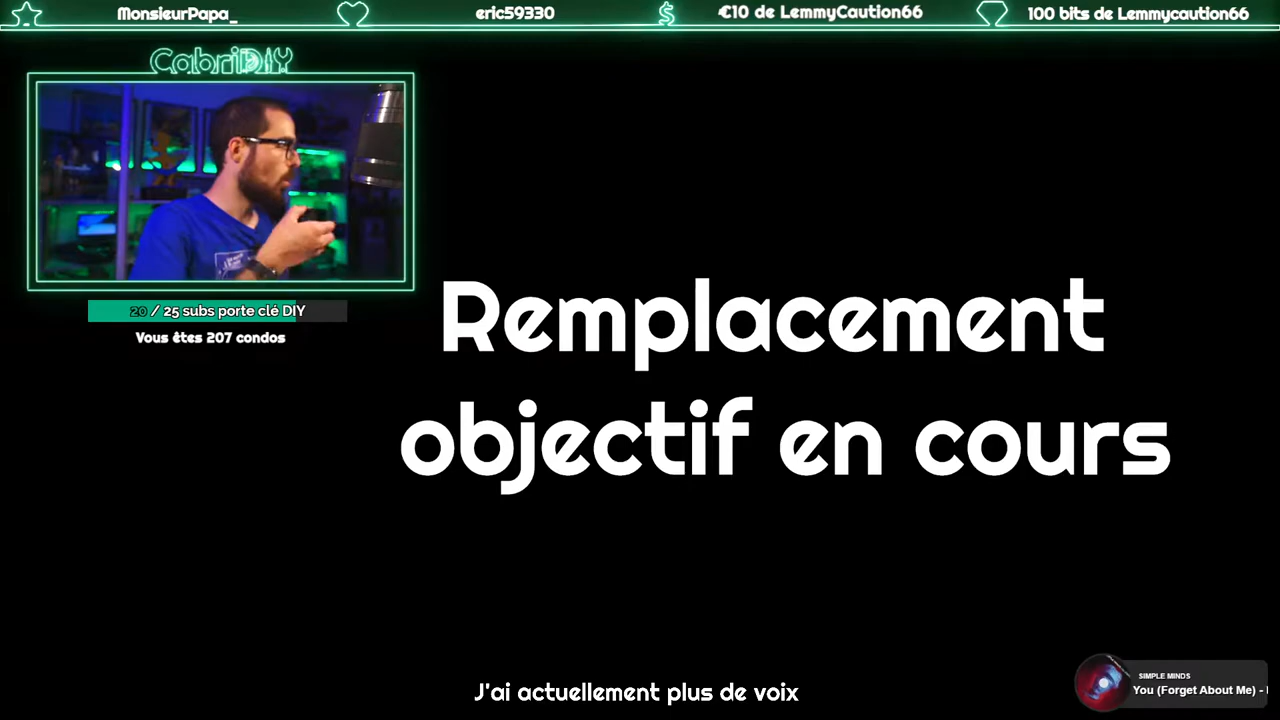 MonsieurPapa_
eric59330
€10 de LemmyCaution66
100 bits de Lemmycaution66
CabriDIY
20 / 25 subs porte clé DIY
Vous êtes 207 condos
Remplacement
objectif en cours
J'ai actuellement plus de voix
SIMPLE MINDS
You (Forget About Me) -